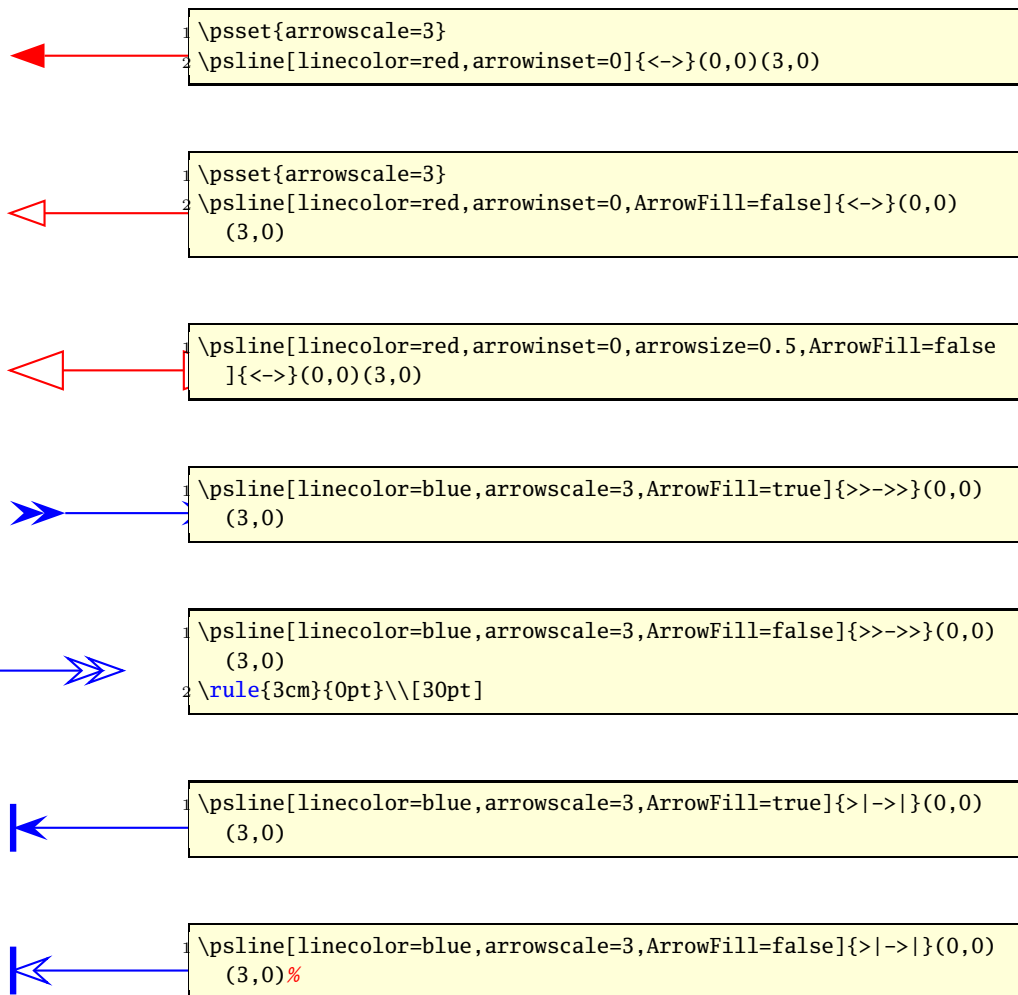 1 \psset{arrowscale=3}
2 \psline[linecolor=red,arrowinset=0]{<->}(0,0)(3,0)
1 \psset{arrowscale=3}
2 \psline[linecolor=red,arrowinset=0,ArrowFill=false]{<->}(0,0)
(3,0)
1 \psline[linecolor=red,arrowinset=0,arrowsize=0.5,ArrowFill=false
]{<->}(0,0)(3,0)
1 \psline[linecolor=blue,arrowscale=3,ArrowFill=true]{>>->>}(0,0)
(3,0)
1 \psline[linecolor=blue,arrowscale=3,ArrowFill=false]{>>->>}(0,0)
(3,0)
2 \rule{3cm}{0pt}\\[30pt]
1 \psline[linecolor=blue,arrowscale=3,ArrowFill=true]{>|->|}(0,0)
(3,0)
1 \psline[linecolor=blue,arrowscale=3,ArrowFill=false]{>|->|}(0,0)
(3,0)%